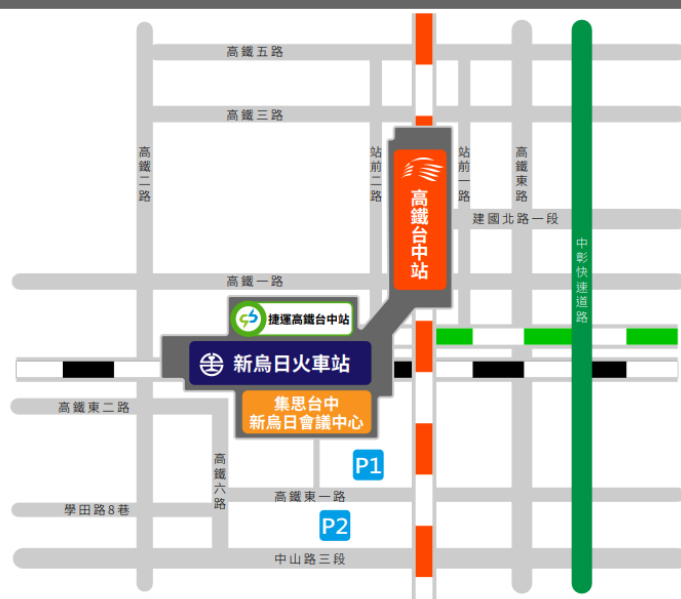 高鐵五路
高鐵三路
高鐵二路
站前二路
站前一路
高鐵東路
高鐵台中站
建國北路一段
中彰快速道路
高鐵一路
捷運高鐵台中站
新烏日火車站
集思台中
新烏日會議中心
高鐵東二路
高鐵六路
P1
高鐵東一路
學田路8巷
P2
中山路三段